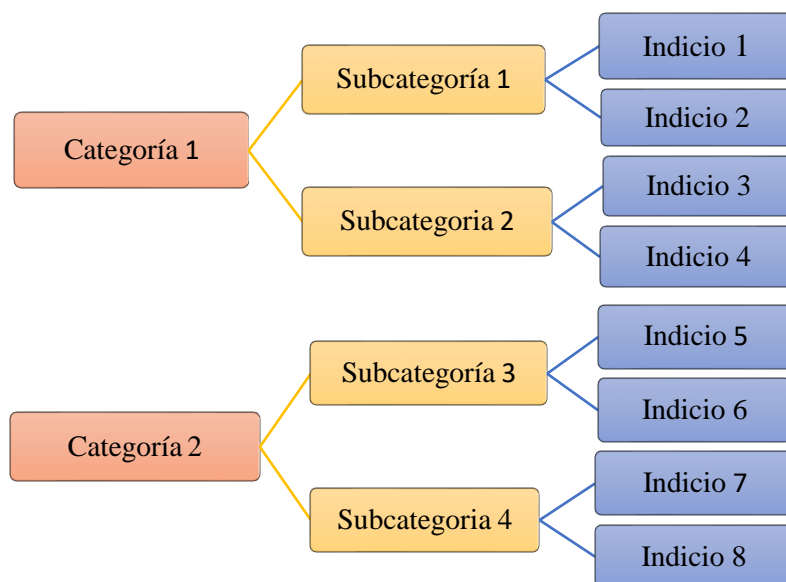 Categoría 1
Subcategoría 1
Indicio 1
Indicio 2
Subcategoria 2
Indicio 3
Indicio 4
Categoría 2
Subcategoría 3
Indicio 5
Indicio 6
Subcategoria 4
Indicio 7
Indicio 8